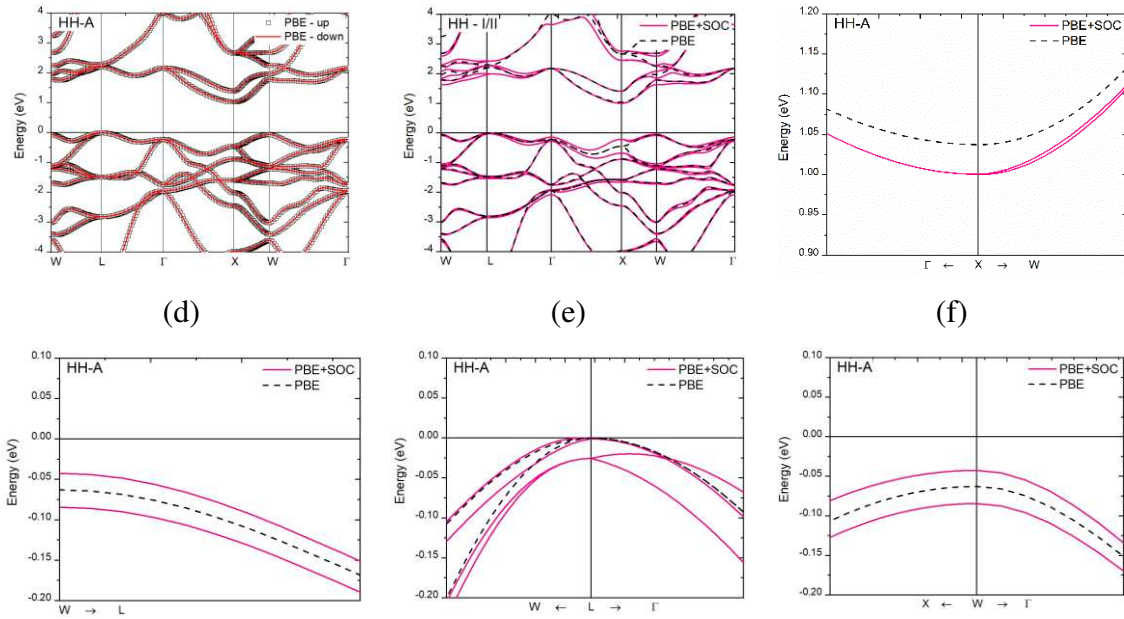 HH-A
PBE - up
PBE - down
Energy (eV)
4
3
2
1
0
-1
-2
-3
-4
W L Γ X W Γ
HH - I/II
PBE+SOC
PBE
Energy (eV)
4
3
2
1
0
-1
-2
-3
-4
W L Γ X W Γ
HH-A
PBE+SOC
PBE
Energy (eV)
1.20
1.15
1.10
1.05
1.00
0.95
0.90
Γ ← X → W
(d) (e) (f)
HH-A
PBE+SOC
PBE
Energy (eV)
0.10
0.05
0.00
-0.05
-0.10
-0.15
-0.20
W → L
HH-A
PBE+SOC
PBE
Energy (eV)
0.10
0.05
0.00
-0.05
-0.10
-0.15
-0.20
W ← L → Γ
HH-A
PBE+SOC
PBE
Energy (eV)
0.10
0.05
0.00
-0.05
-0.10
-0.15
-0.20
X ← W → Γ